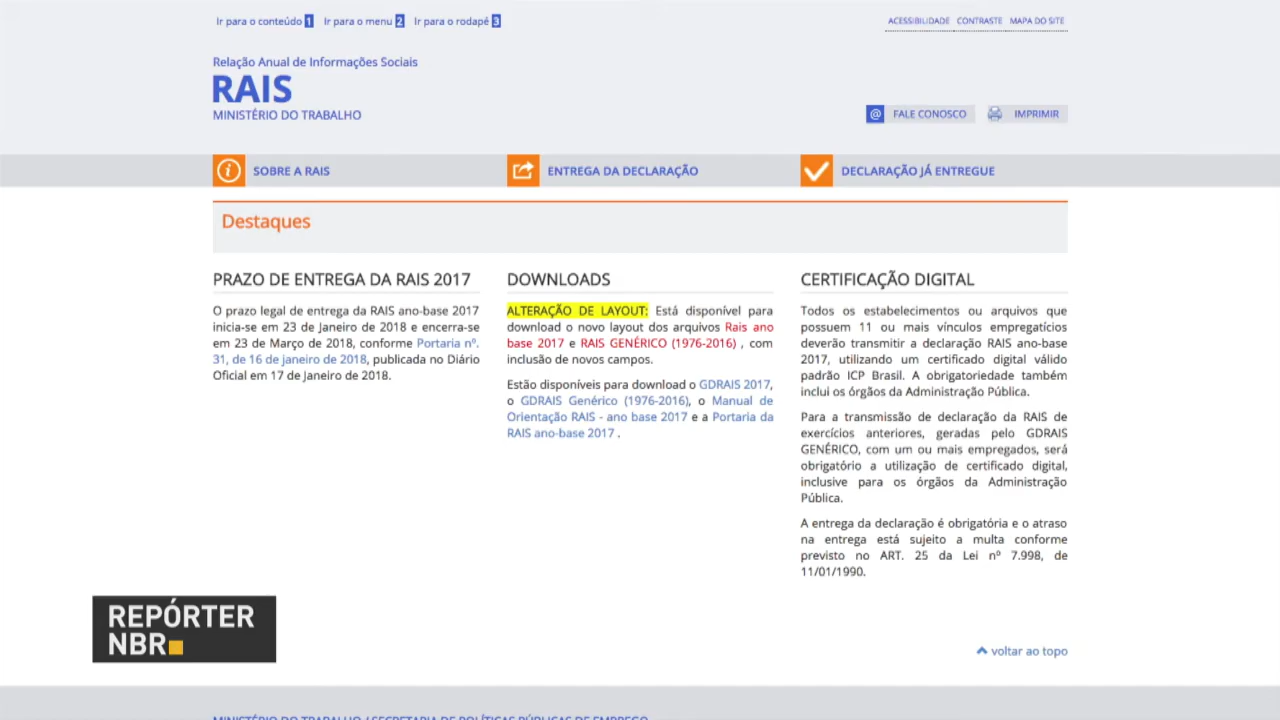 Ir para o conteúdo 1 Ir para o menu 2 Ir para o rodapé 3
ACESSIBILIDADE CONTRASTE MAPA DO SITE
Relação Anual de Informações Sociais
RAIS
MINISTÉRIO DO TRABALHO
@ FALE CONOSCO IMPRIMIR
SOBRE A RAIS ENTREGA DA DECLARAÇÃO DECLARAÇÃO JÁ ENTREGUE
Destaques
PRAZO DE ENTREGA DA RAIS 2017
O prazo legal de entrega da RAIS ano-base 2017
inicia-se em 23 de Janeiro de 2018 e encerra-se
em 23 de Março de 2018, conforme Portaria nº.
31, de 16 de janeiro de 2018, publicada no Diário
Oficial em 17 de Janeiro de 2018.
DOWNLOADS
ALTERAÇÃO DE LAYOUT: Está disponível para
download o novo layout dos arquivos Rais ano
base 2017 e RAIS GENÉRICO (1976-2016) , com
inclusão de novos campos.
Estão disponíveis para download o GDRAIS 2017,
o GDRAIS Genérico (1976-2016), o Manual de
Orientação RAIS - ano base 2017 e a Portaria da
RAIS ano-base 2017 .
CERTIFICAÇÃO DIGITAL
Todos os estabelecimentos ou arquivos que
possuem 11 ou mais vínculos empregatícios
deverão transmitir a declaração RAIS ano-base
2017, utilizando um certificado digital válido
padrão ICP Brasil. A obrigatoriedade também
inclui os órgãos da Administração Pública.
Para a transmissão de declaração da RAIS de
exercícios anteriores, geradas pelo GDRAIS
GENÉRICO, com um ou mais empregados, será
obrigatório a utilização de certificado digital,
inclusive para os órgãos da Administração
Pública.
A entrega da declaração é obrigatória e o atraso
na entrega está sujeito a multa conforme
previsto no ART. 25 da Lei nº 7.998, de
11/01/1990.
REPÓRTER
NBR
voltar ao topo
MINISTÉRIO DO TRABALHO / SECRETARIA DE POLÍTICAS PÚBLICAS DE EMPREGO